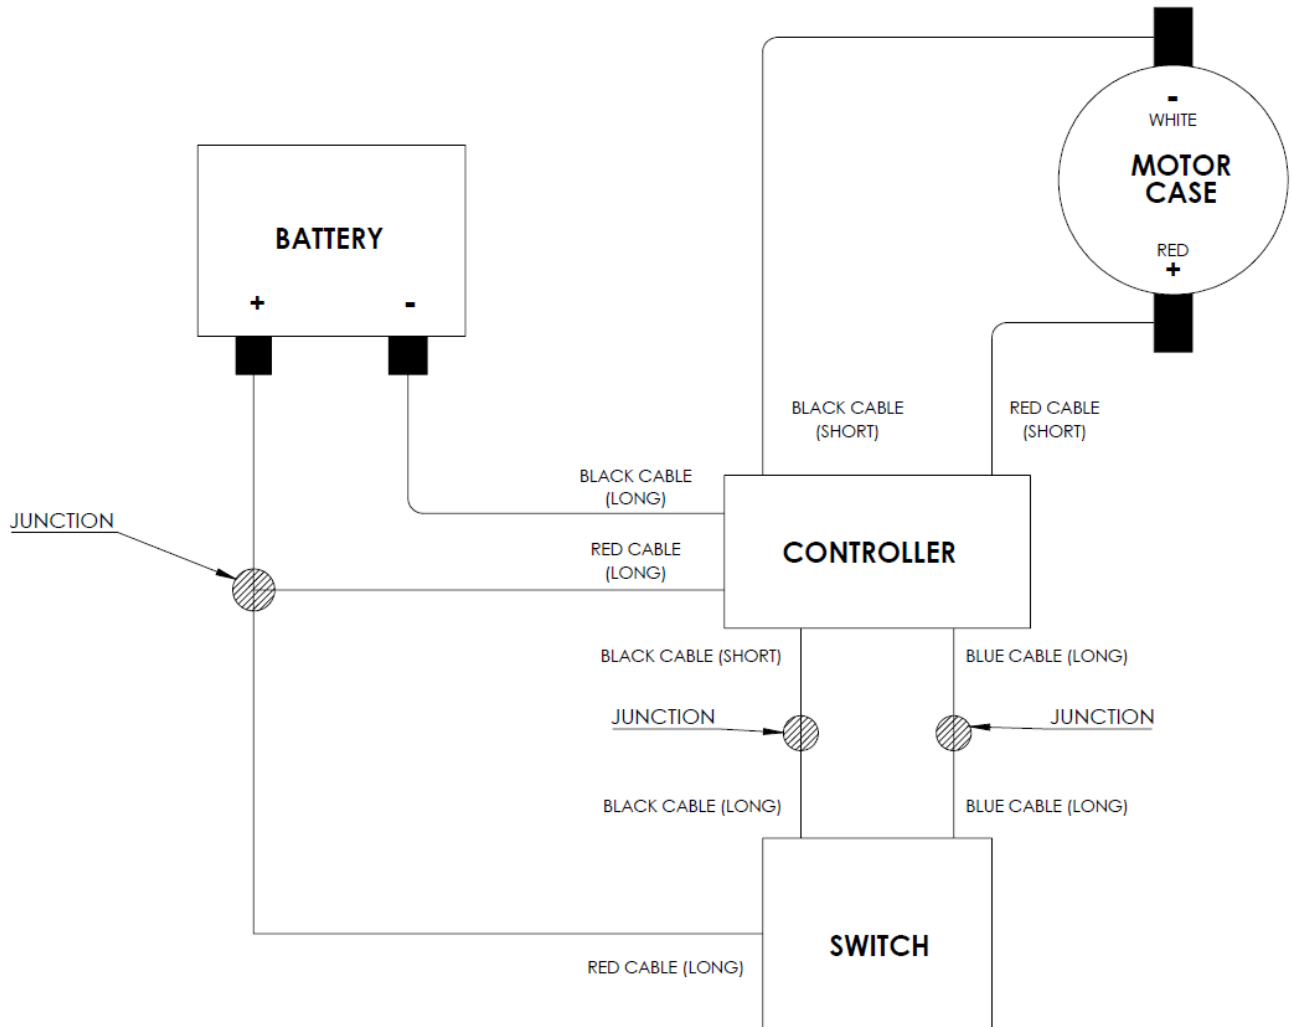 -
WHITE
MOTOR
CASE
RED
+
BATTERY
+
-
BLACK CABLE
(SHORT)
RED CABLE
(SHORT)
BLACK CABLE
(LONG)
JUNCTION
RED CABLE
(LONG)
CONTROLLER
BLACK CABLE (SHORT)
BLUE CABLE (LONG)
JUNCTION
JUNCTION
BLACK CABLE (LONG)
BLUE CABLE (LONG)
SWITCH
RED CABLE (LONG)